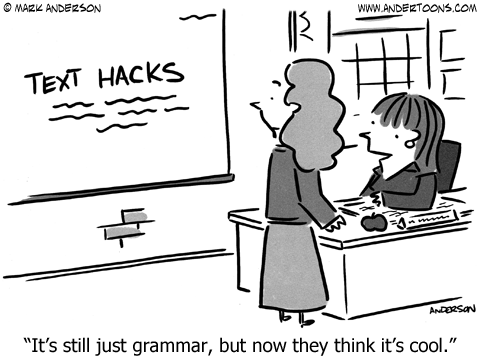 © MARK ANDERSON
WWW.ANDERTOONS.COM
TEXT HACKS
ANDERSON
“It’s still just grammar, but now they think it’s cool.”